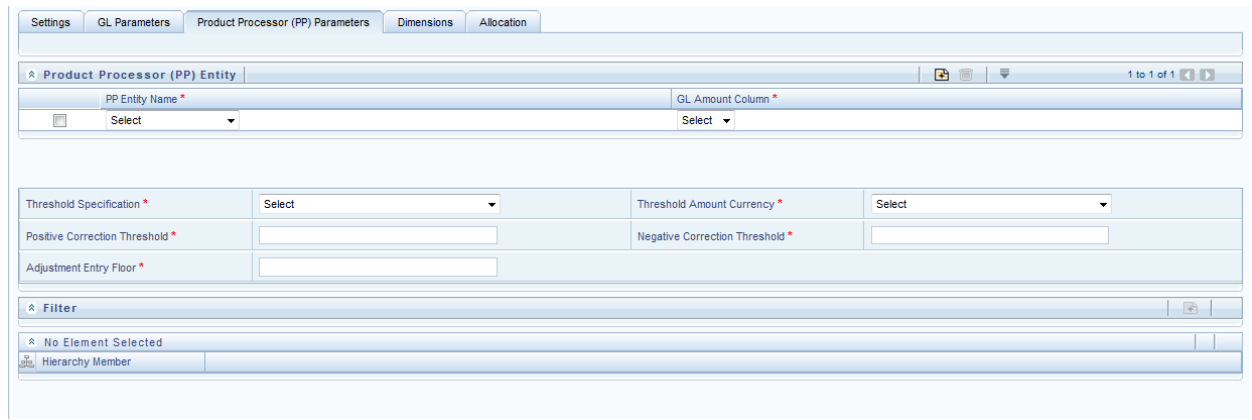 Settings GL Parameters Product Processor (PP) Parameters Dimensions Allocation
Product Processor (PP) Entity 1 to 1 of 1
PP Entity Name * GL Amount Column *
Select Select
Threshold Specification * Select Threshold Amount Currency * Select
Positive Correction Threshold * Negative Correction Threshold *
Adjustment Entry Floor *
Filter
No Element Selected
Hierarchy Member